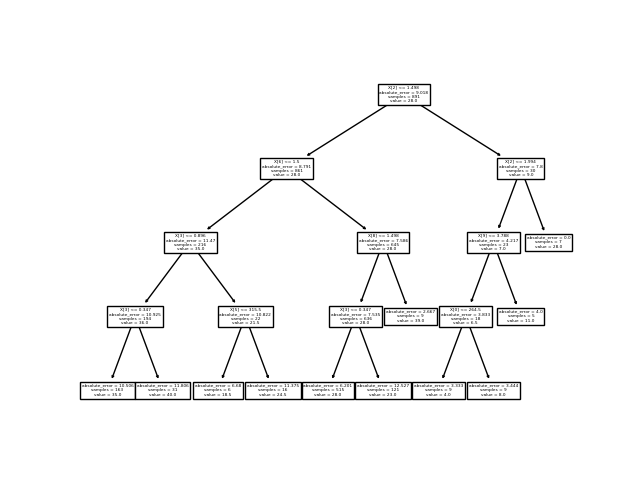 X[2] <= 1.498
absolute_error = 9.018
samples = 891
value = 28.0
X[6] <= 1.5
absolute_error = 8.791
samples = 861
value = 28.0
X[2] <= 1.994
absolute_error = 7.8
samples = 30
value = 9.0
X[3] <= 0.896
absolute_error = 11.47
samples = 216
value = 35.0
X[8] <= 1.498
absolute_error = 7.586
samples = 645
value = 28.0
X[9] <= 3.788
absolute_error = 4.217
samples = 23
value = 7.0
absolute_error = 0.0
samples = 7
value = 28.0
X[3] <= 0.347
absolute_error = 10.925
samples = 194
value = 36.0
X[5] <= 315.5
absolute_error = 10.822
samples = 22
value = 21.5
X[3] <= 0.347
absolute_error = 7.535
samples = 636
value = 28.0
absolute_error = 2.667
samples = 9
value = 39.0
X[0] <= 264.5
absolute_error = 3.833
samples = 18
value = 6.5
absolute_error = 4.0
samples = 5
value = 11.0
absolute_error = 10.506
samples = 163
value = 35.0
absolute_error = 11.806
samples = 31
value = 40.0
absolute_error = 6.68
samples = 6
value = 18.5
absolute_error = 11.375
samples = 16
value = 24.5
absolute_error = 6.201
samples = 515
value = 28.0
absolute_error = 12.527
samples = 121
value = 23.0
absolute_error = 3.333
samples = 9
value = 4.0
absolute_error = 3.444
samples = 9
value = 8.0